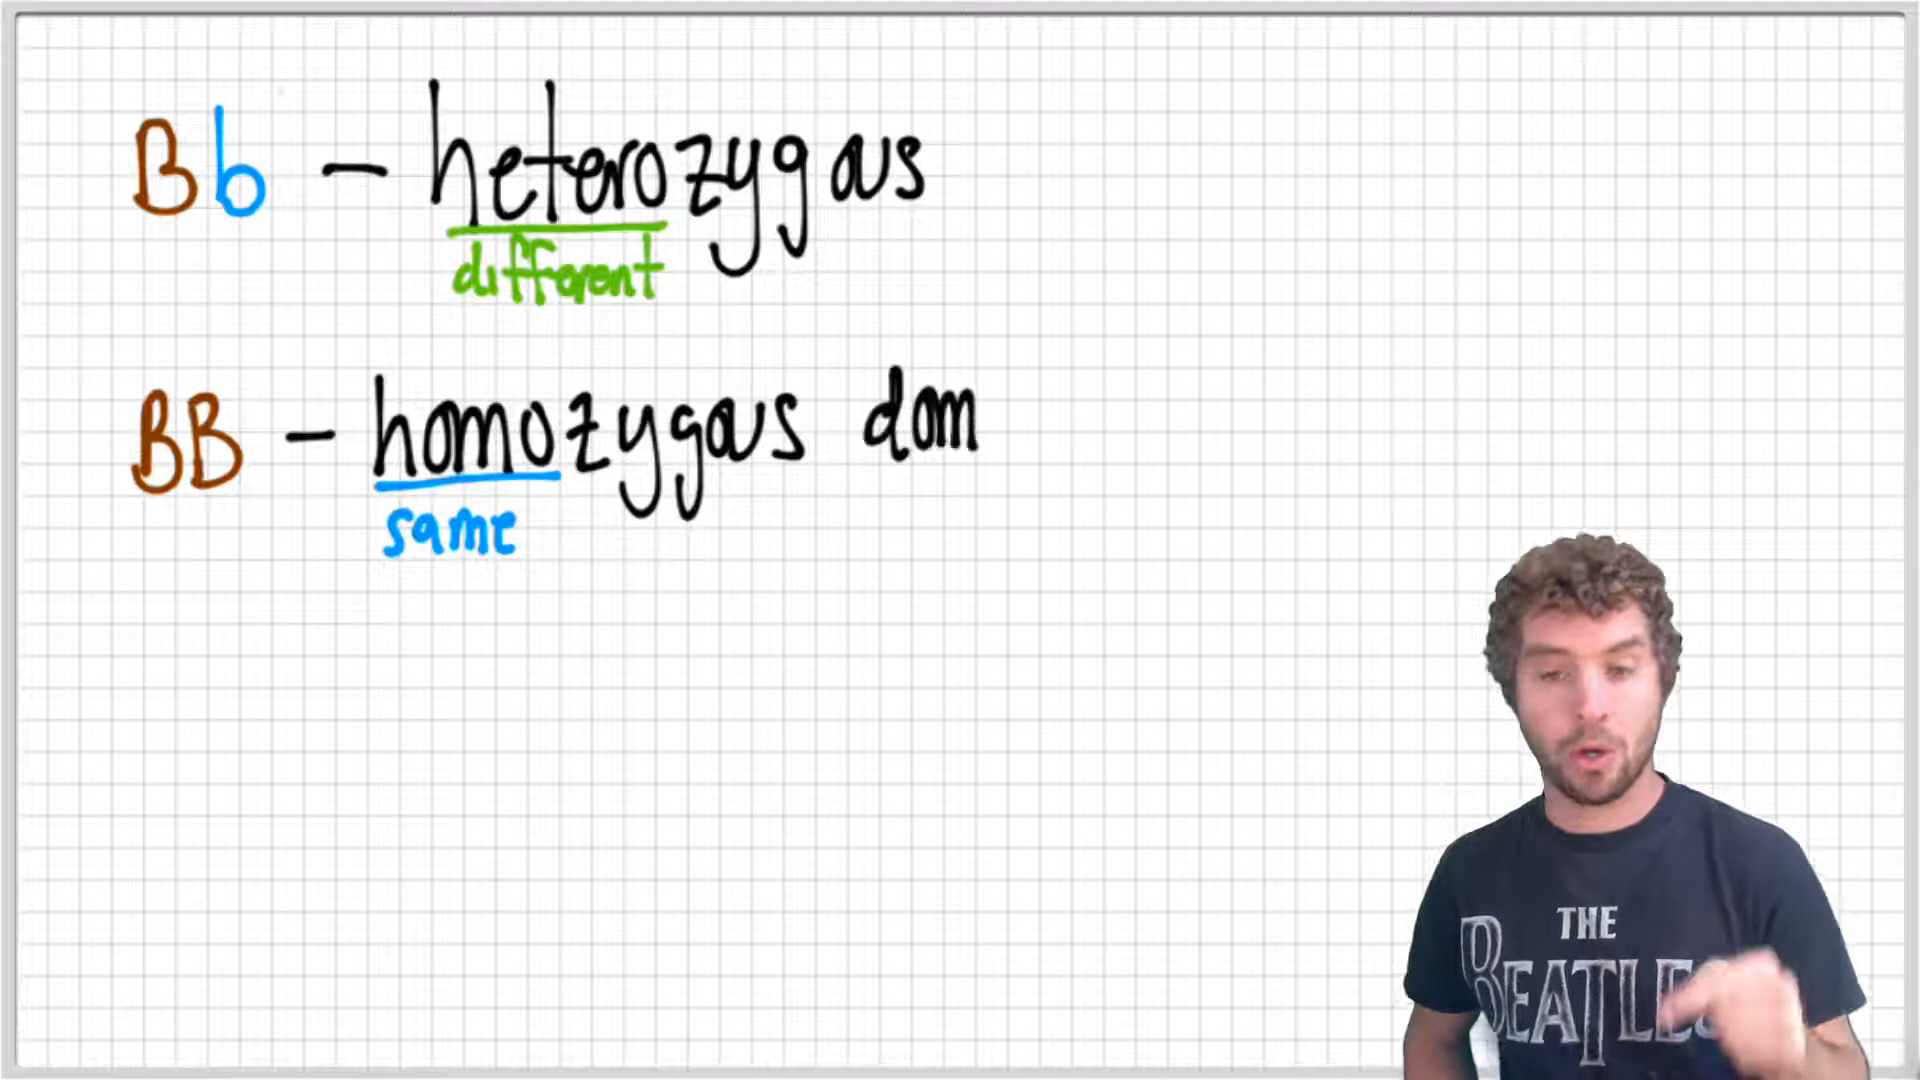 Bb - heterozygous
different
BB - homozygous dom
same
THE
BEATLES